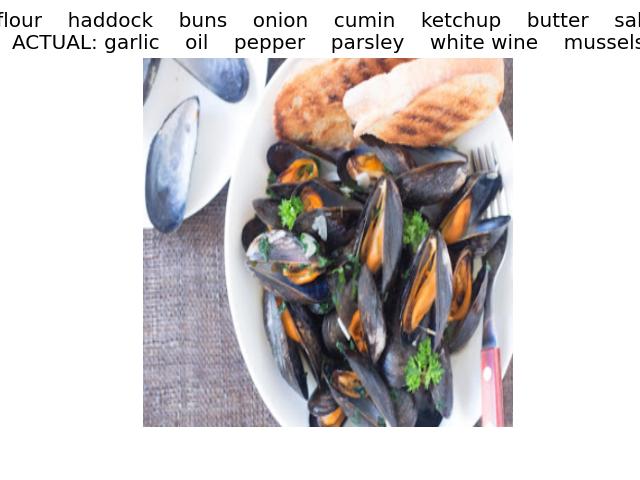 flour haddock buns onion cumin ketchup butter sal
ACTUAL: garlic oil pepper parsley white wine mussels